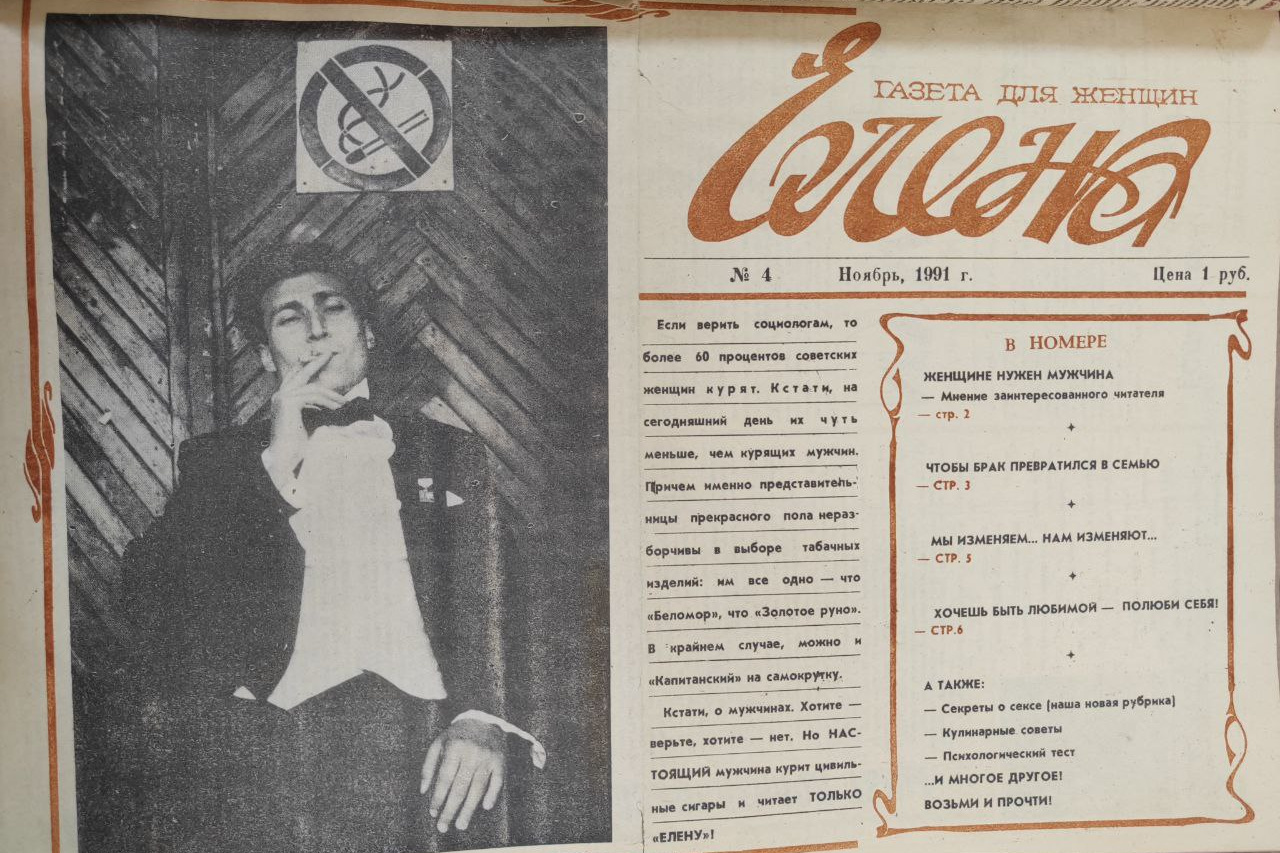 ГАЗЕТА ДЛЯ ЖЕНЩИН
Елена
№ 4 Ноябрь, 1991 г. Цена 1 руб.
Если верить социологам, то
более 60 процентов советских
женщин курят. Кстати, на
сегодняшний день их чуть
меньше, чем курящих мужчин.
Причем именно представитель-
ницы прекрасного пола нераз-
борчивы в выборе табачных
изделий: им все одно — что
«Беломор», что «Золотое руно».
В крайнем случае, можно и
«Капитанский» на самокрутку.
Кстати, о мужчинах. Хотите —
верьте, хотите — нет. Но НАС-
ТОЯЩИЙ мужчина курит цивиль-
ные сигары и читает ТОЛЬКО
«ЕЛЕНУ»!
В НОМЕРЕ
ЖЕНЩИНЕ НУЖЕН МУЖЧИНА
— Мнение заинтересованного читателя
— стр. 2
ЧТОБЫ БРАК ПРЕВРАТИЛСЯ В СЕМЬЮ
— СТР. 3
МЫ ИЗМЕНЯЕМ... НАМ ИЗМЕНЯЮТ...
— СТР. 5
ХОЧЕШЬ БЫТЬ ЛЮБИМОЙ — ПОЛЮБИ СЕБЯ!
— СТР.6
А ТАКЖЕ:
— Секреты о сексе (наша новая рубрика)
— Кулинарные советы
— Психологический тест
...И МНОГОЕ ДРУГОЕ!
ВОЗЬМИ И ПРОЧТИ!